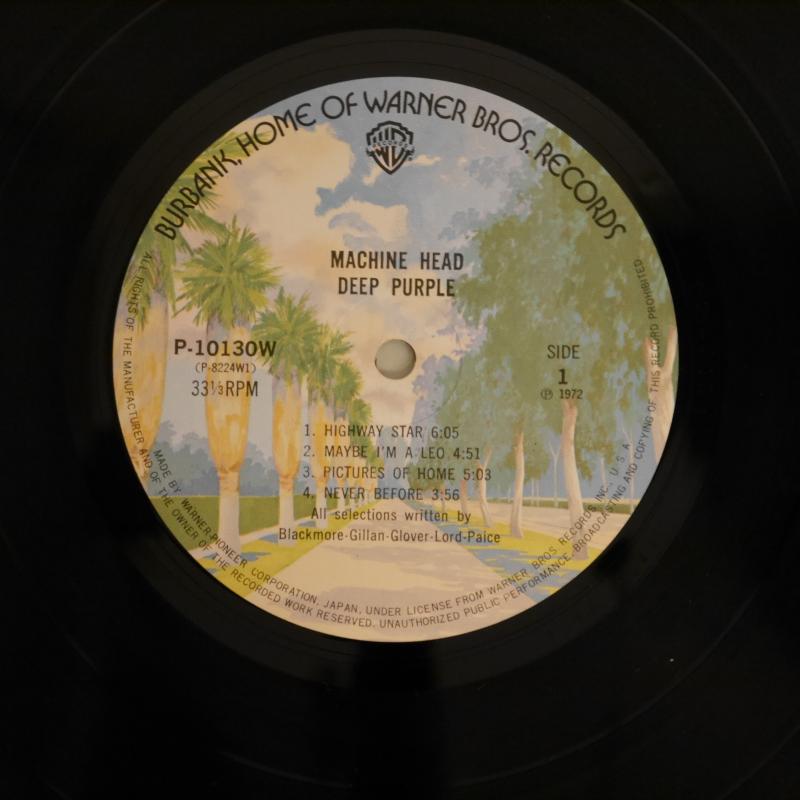 BURBANK, HOME OF WARNER BROS. RECORDS
RECORDS
MACHINE HEAD
DEEP PURPLE
P-10130W
(P-8224W1)
33⅓RPM
SIDE
1
℗ 1972
1. HIGHWAY STAR 6:05
2. MAYBE I'M A LEO 4:51
3. PICTURES OF HOME 5:03
4. NEVER BEFORE 3:56
All selections written by
Blackmore-Gillan-Glover-Lord-Paice
MADE BY WARNER-PIONEER CORPORATION, JAPAN, UNDER LICENSE FROM WARNER BROS. RECORDS INC., U.S.A.
ALL RIGHTS OF THE MANUFACTURER AND OF THE OWNER OF THE RECORDED WORK RESERVED. UNAUTHORIZED PUBLIC PERFORMANCE, BROADCASTING AND COPYING OF THIS RECORD PROHIBITED